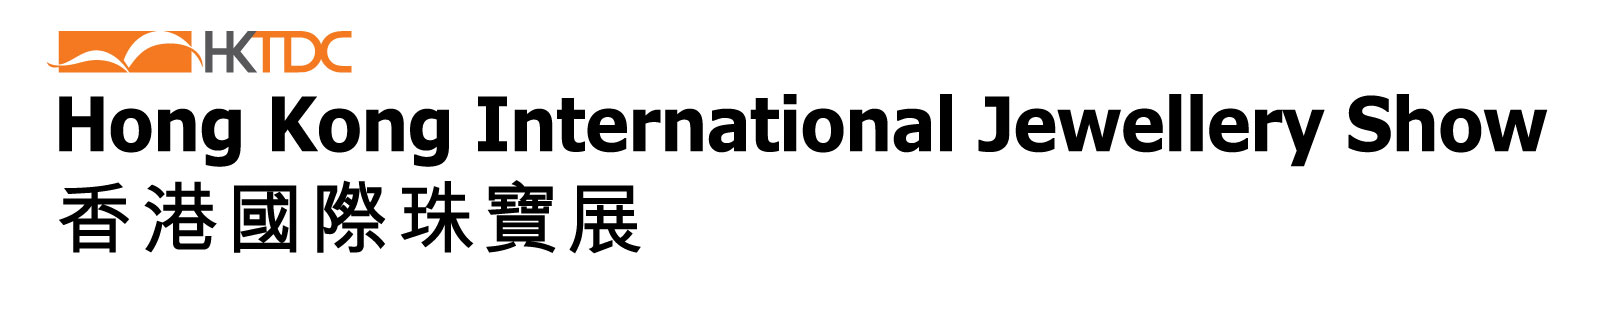 HKTDC
Hong Kong International Jewellery Show
香港國際珠寶展